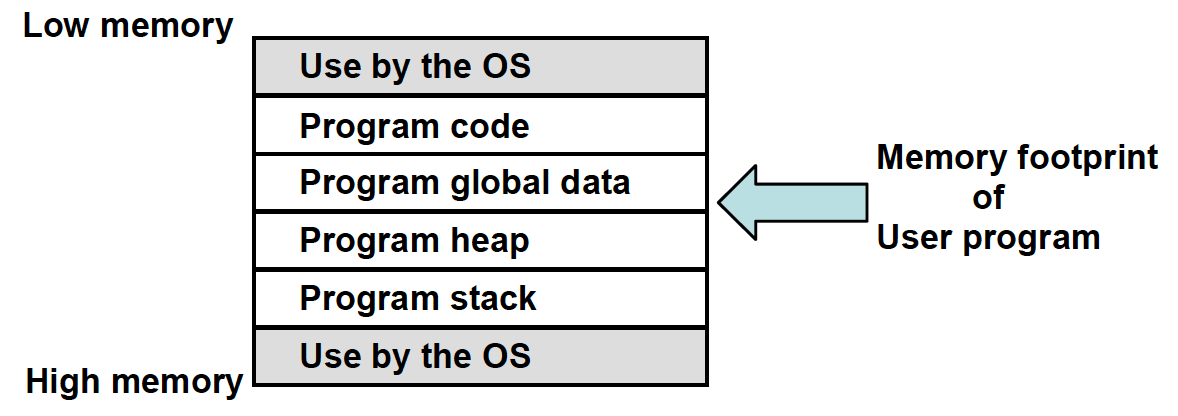 Low memory
Use by the OS
Program code
Program global data
Program heap
Program stack
Use by the OS
High memory
Memory footprint
of
User program